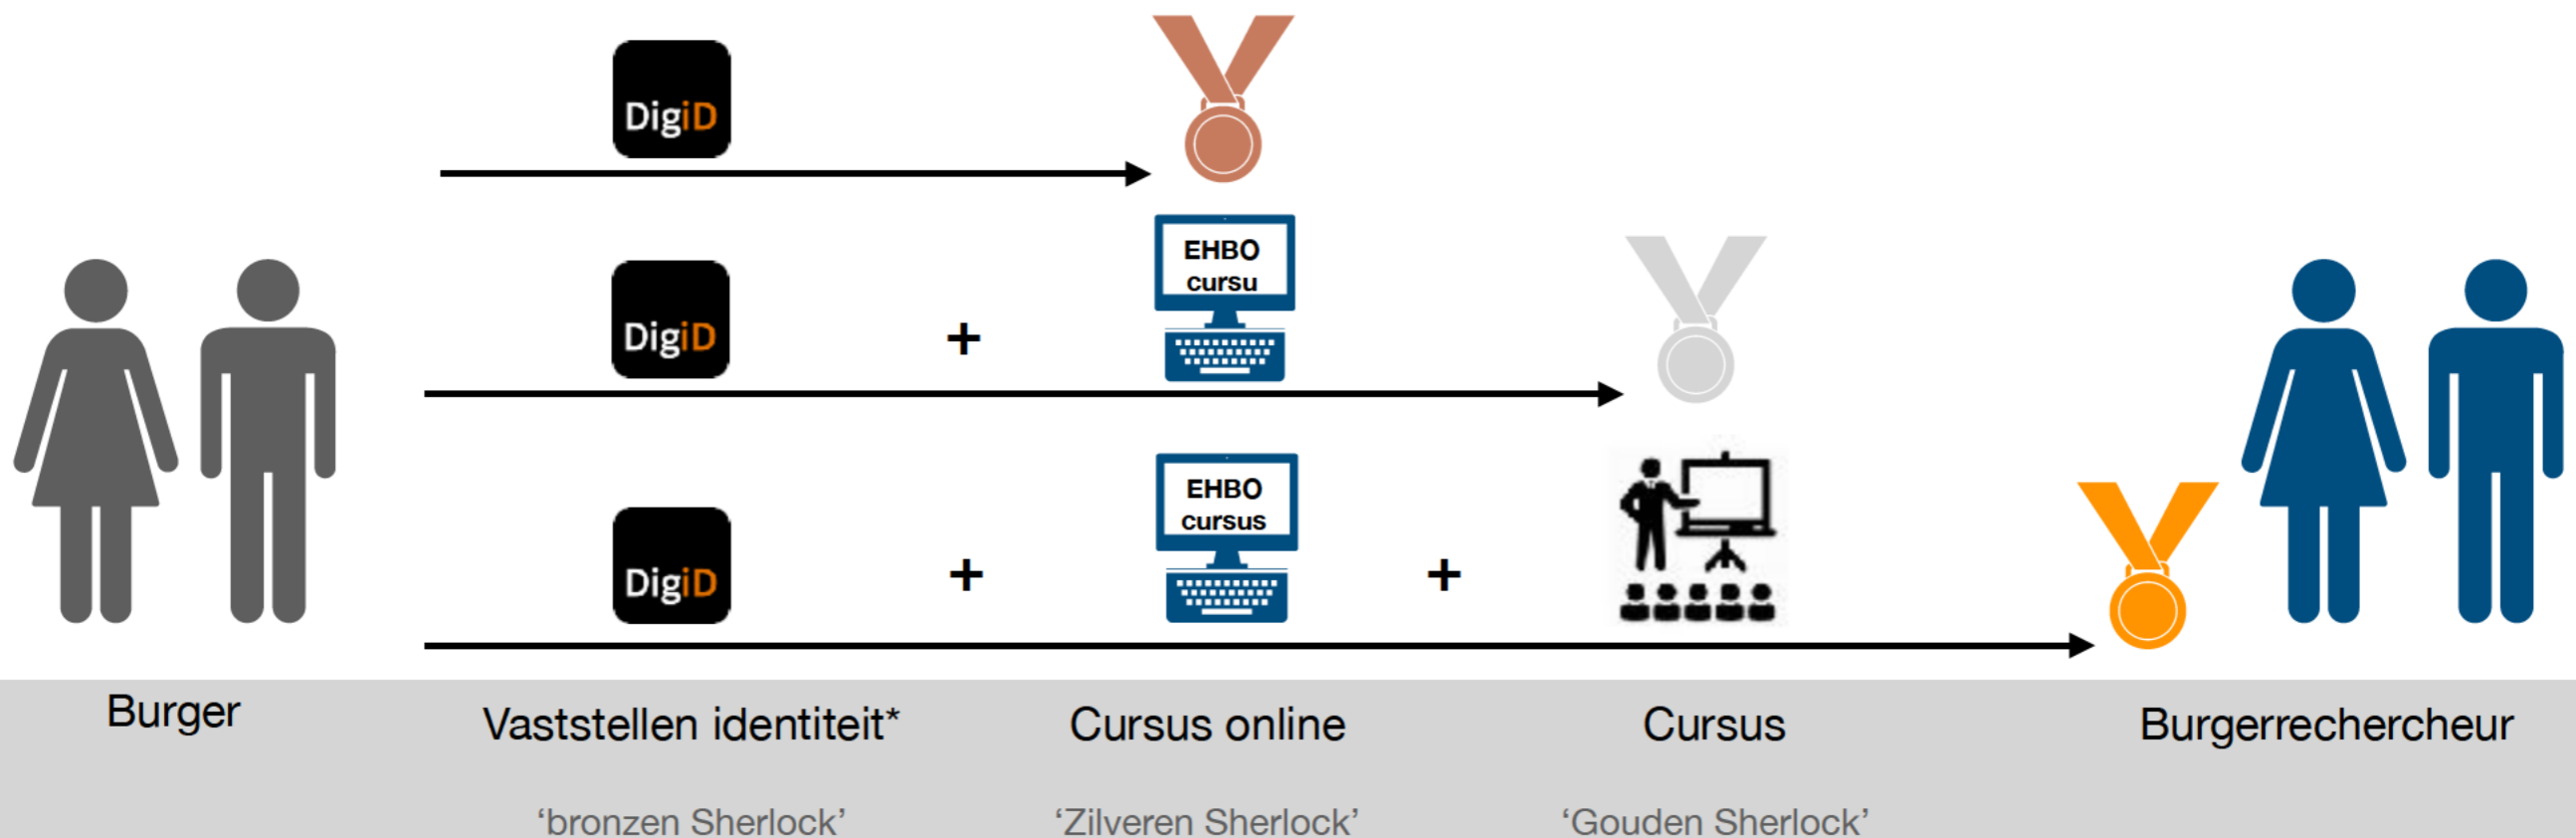 DigiD
EHBO
cursu
DigiD
+
EHBO
cursus
DigiD
+
+
Burger
Vaststellen identiteit*
Cursus online
Cursus
Burgerrechercheur
‘bronzen Sherlock’
‘Zilveren Sherlock’
‘Gouden Sherlock’